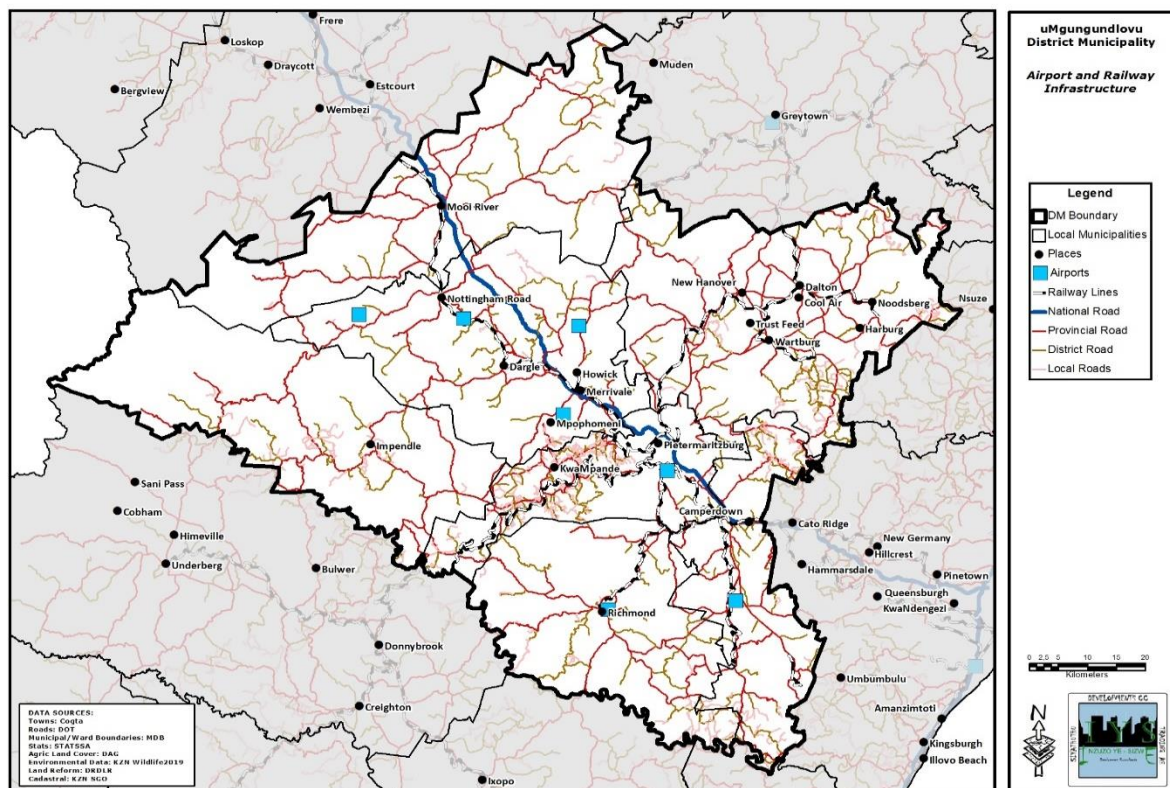 Frere
Loskop
Draycott
Muden
Bergview
Estcourt
Wembezi
Greytown
Mooi River
New Hanover
Dalton
Nottingham Road
Cool Air
Noodsberg
Nsuze
Trust Feed
Harburg
Wartburg
Dargle
Howick
Merrivale
Mpophomeni
Impendle
Pietermaritzburg
KwaMpande
Sani Pass
Camperdown
Cobham
Cato Ridge
Himeville
New Germany
Hillcrest
Underberg
Bulwer
Hammarsdale
Pinetown
Queensburgh
KwaNdengezi
Richmond
Donnybrook
Umbumbulu
Creighton
Amanzimtoti
Kingsburgh
Illovo Beach
Ixopo
DATA SOURCES:
Towns: Cogta
Roads: DOT
Municipal/Ward Boundaries: MDB
Stats: STATSSA
Agric Land Cover: DAG
Environmental Data: KZN Wildlife2019
Land Reform: DRDLR
Cadastral: KZN SGO
uMgungundlovu
District Municipality
Airport and Railway
Infrastructure
Legend
DM Boundary
Local Municipalities
Places
Airports
Railway Lines
National Road
Provincial Road
District Road
Local Roads
0 2,5 5 10 15 20
Kilometers
N
DEVELOPMENTS CC
NZUZO YE - SIZWE